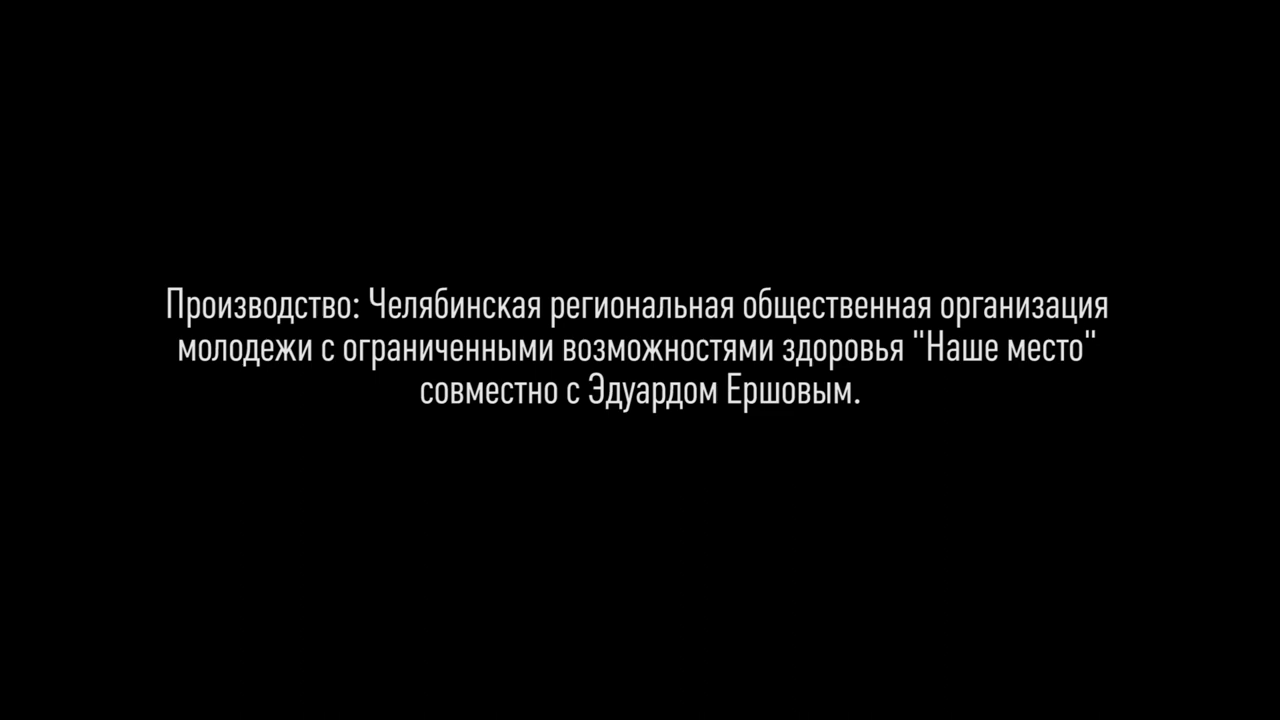 Производство: Челябинская региональная общественная организация
молодежи с ограниченными возможностями здоровья "Наше место"
совместно с Эдуардом Ершовым.